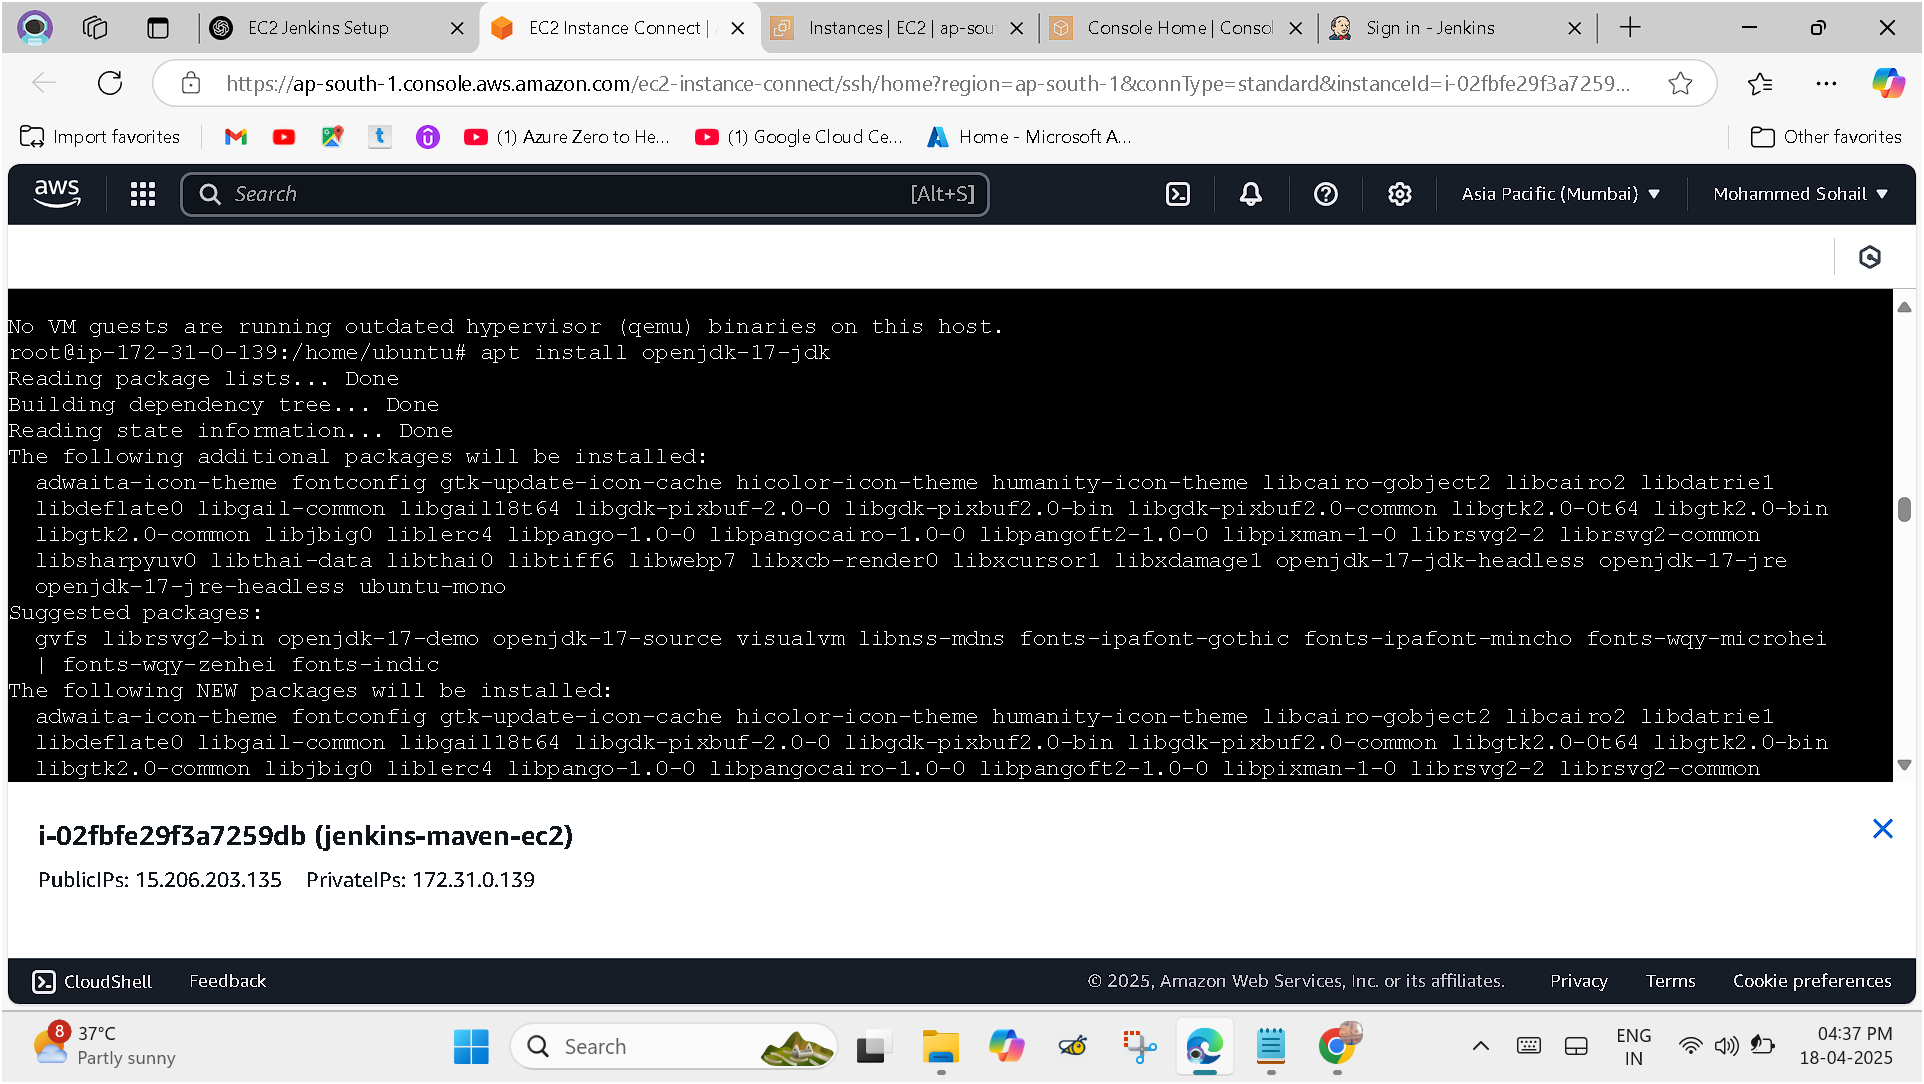 EC2 Jenkins Setup
EC2 Instance Connect |
Instances | EC2 | ap-sou
Console Home | Consol
Sign in - Jenkins
https://ap-south-1.console.aws.amazon.com/ec2-instance-connect/ssh/home?region=ap-south-1&connType=standard&instanceId=i-02fbfe29f3a7259...
Import favorites
(1) Azure Zero to He...
(1) Google Cloud Ce...
Home - Microsoft A...
Other favorites
aws
Search
[Alt+S]
Asia Pacific (Mumbai)
Mohammed Sohail
No VM guests are running outdated hypervisor (qemu) binaries on this host.
root@ip-172-31-0-139:/home/ubuntu# apt install openjdk-17-jdk
Reading package lists... Done
Building dependency tree... Done
Reading state information... Done
The following additional packages will be installed:
adwaita-icon-theme fontconfig gtk-update-icon-cache hicolor-icon-theme humanity-icon-theme libcairo-gobject2 libcairo2 libdatrie1
libdeflate0 libgail-common libgail18t64 libgdk-pixbuf-2.0-0 libgdk-pixbuf2.0-bin libgdk-pixbuf2.0-common libgtk2.0-0t64 libgtk2.0-bin
libgtk2.0-common libjbig0 liblerc4 libpango-1.0-0 libpangocairo-1.0-0 libpangoft2-1.0-0 libpixman-1-0 librsvg2-2 librsvg2-common
libsharpyuv0 libthai-data libthai0 libtiff6 libwebp7 libxcb-render0 libxcursor1 libxdamage1 openjdk-17-jdk-headless openjdk-17-jre
openjdk-17-jre-headless ubuntu-mono
Suggested packages:
gvfs librsvg2-bin openjdk-17-demo openjdk-17-source visualvm libnss-mdns fonts-ipafont-gothic fonts-ipafont-mincho fonts-wqy-microhei
| fonts-wqy-zenhei fonts-indic
The following NEW packages will be installed:
adwaita-icon-theme fontconfig gtk-update-icon-cache hicolor-icon-theme humanity-icon-theme libcairo-gobject2 libcairo2 libdatrie1
libdeflate0 libgail-common libgail18t64 libgdk-pixbuf-2.0-0 libgdk-pixbuf2.0-bin libgdk-pixbuf2.0-common libgtk2.0-0t64 libgtk2.0-bin
libgtk2.0-common libjbig0 liblerc4 libpango-1.0-0 libpangocairo-1.0-0 libpangoft2-1.0-0 libpixman-1-0 librsvg2-2 librsvg2-common
i-02fbfe29f3a7259db (jenkins-maven-ec2)
PublicIPs: 15.206.203.135 PrivateIPs: 172.31.0.139
CloudShell
Feedback
© 2025, Amazon Web Services, Inc. or its affiliates.
Privacy
Terms
Cookie preferences
8
37°C
Partly sunny
Search
ENG
IN
04:37 PM
18-04-2025